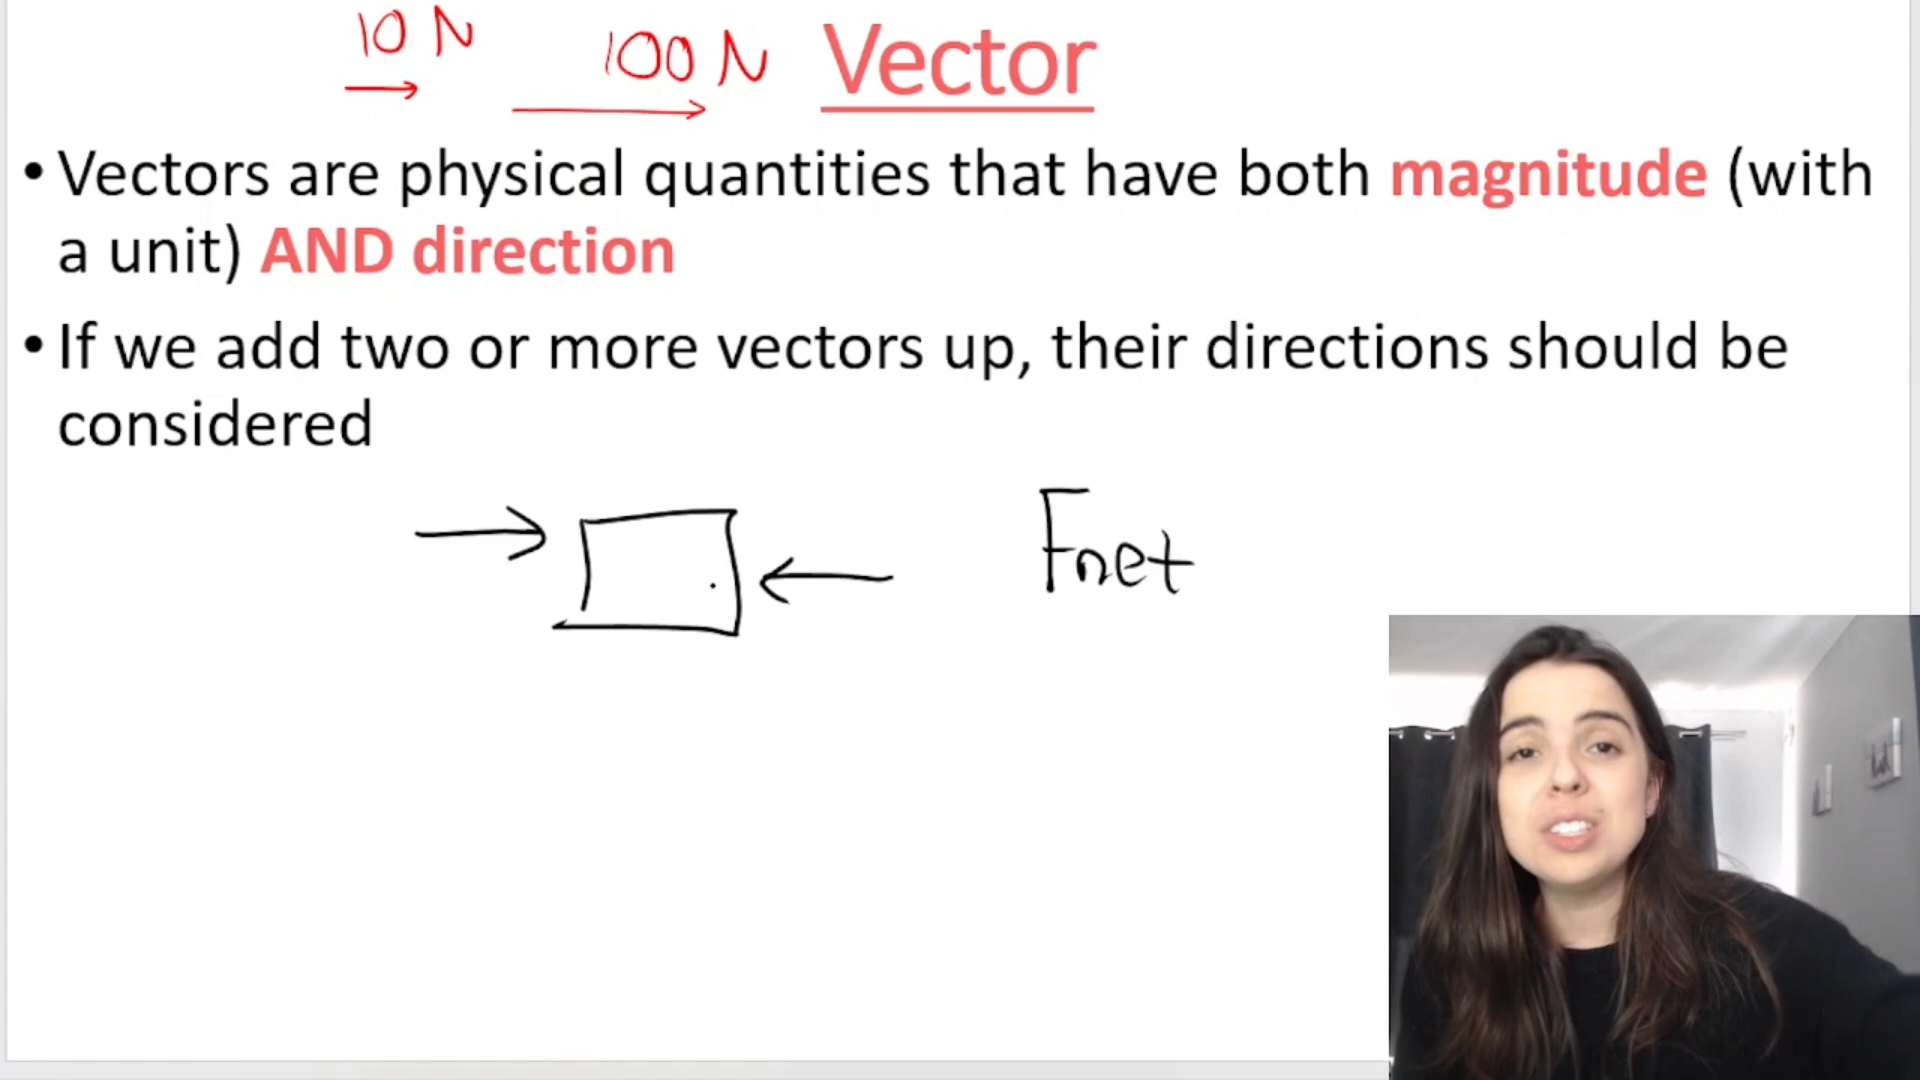 10 N
100 N
Vector
• Vectors are physical quantities that have both magnitude (with
a unit) AND direction
• If we add two or more vectors up, their directions should be
considered
Fnet